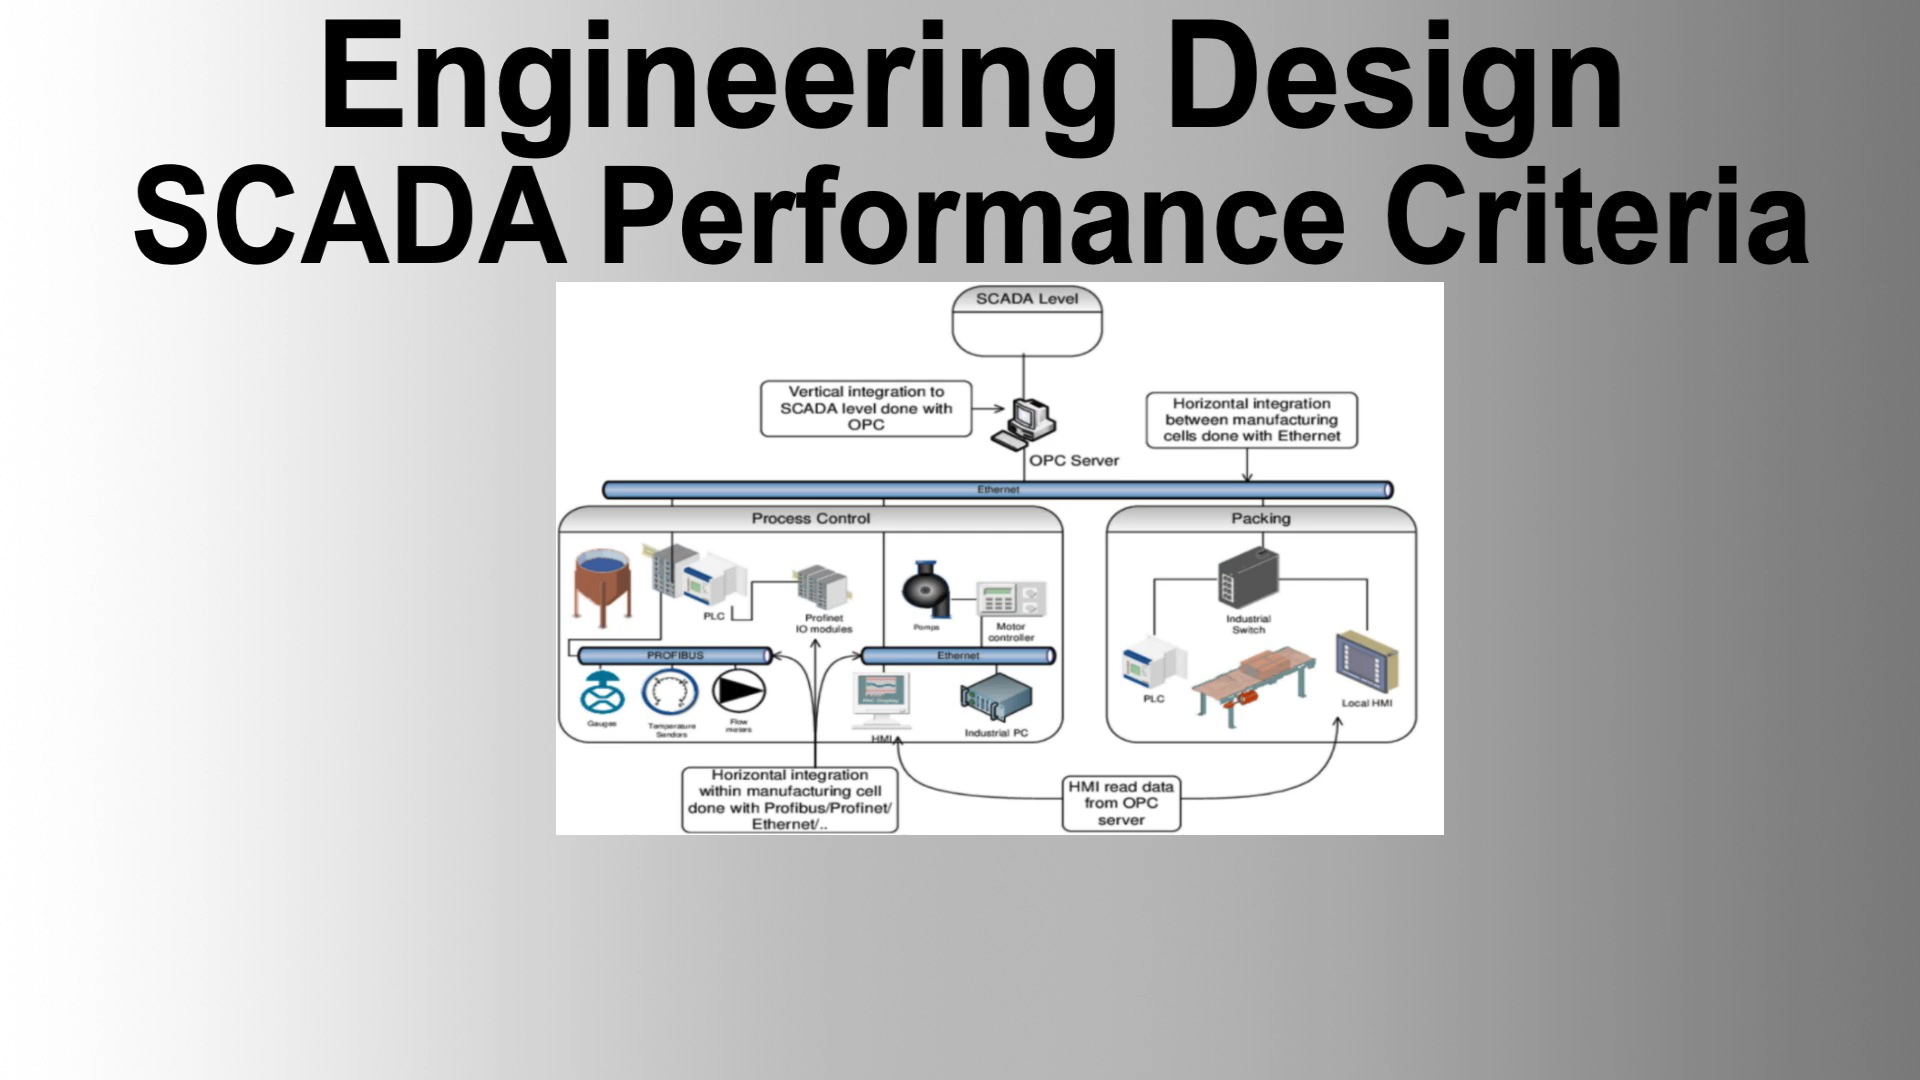 Engineering Design
SCADA Performance Criteria
SCADA Level
Vertical integration to
SCADA level done with
OPC
Horizontal integration
between manufacturing
cells done with Ethernet
OPC Server
Ethernet
Process Control
Packing
PLC
Profinet
IO modules
Pomps
Motor
controller
Industrial
Switch
PROFIBUS
Ethernet
Gauges
Temperature
Sendors
Flow
meters
HMI
Industrial PC
PLC
Local HMI
Horizontal integration
within manufacturing cell
done with Profibus/Profinet/
Ethernet/..
HMI read data
from OPC
server